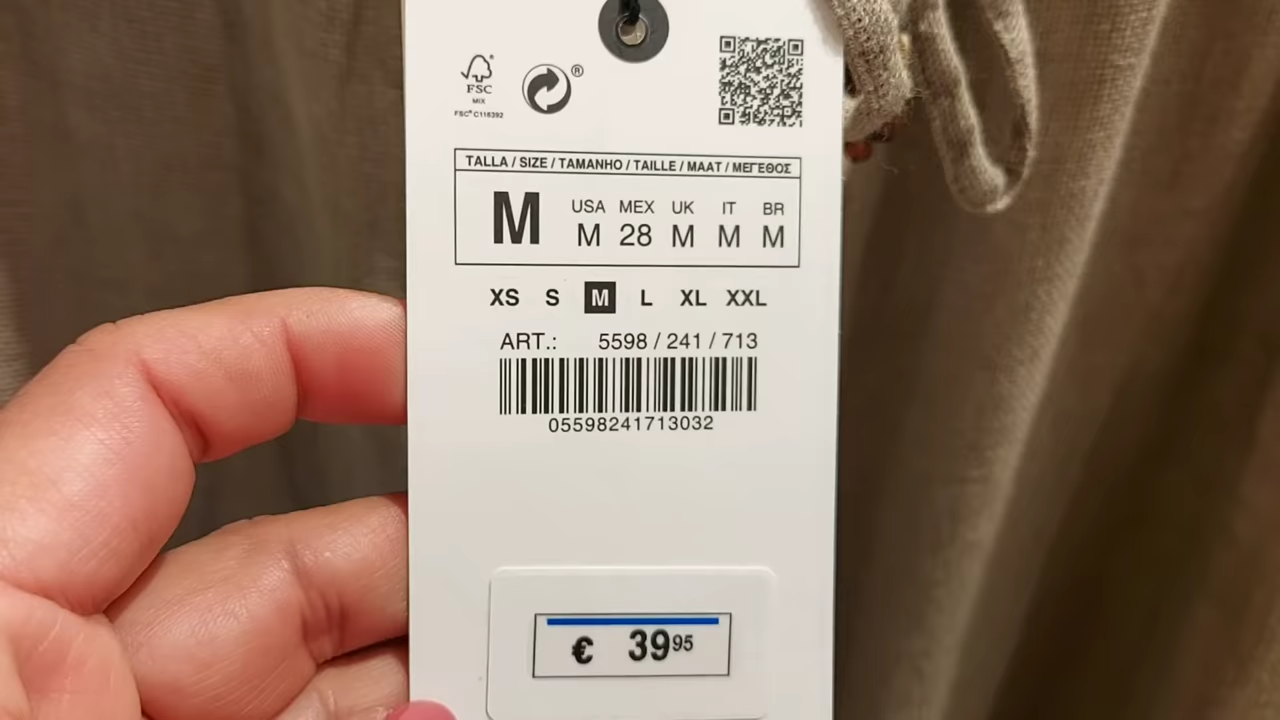 FSC®
MIX
FSC® C116392
®
TALLA / SIZE / TAMANHO / TAILLE / MAAT / ΜΕΓΕΘΟΣ
M
USA MEX UK IT BR
M 28 M M M
XS S M L XL XXL
ART.: 5598 / 241 / 713
05598241713032
€ 39 95